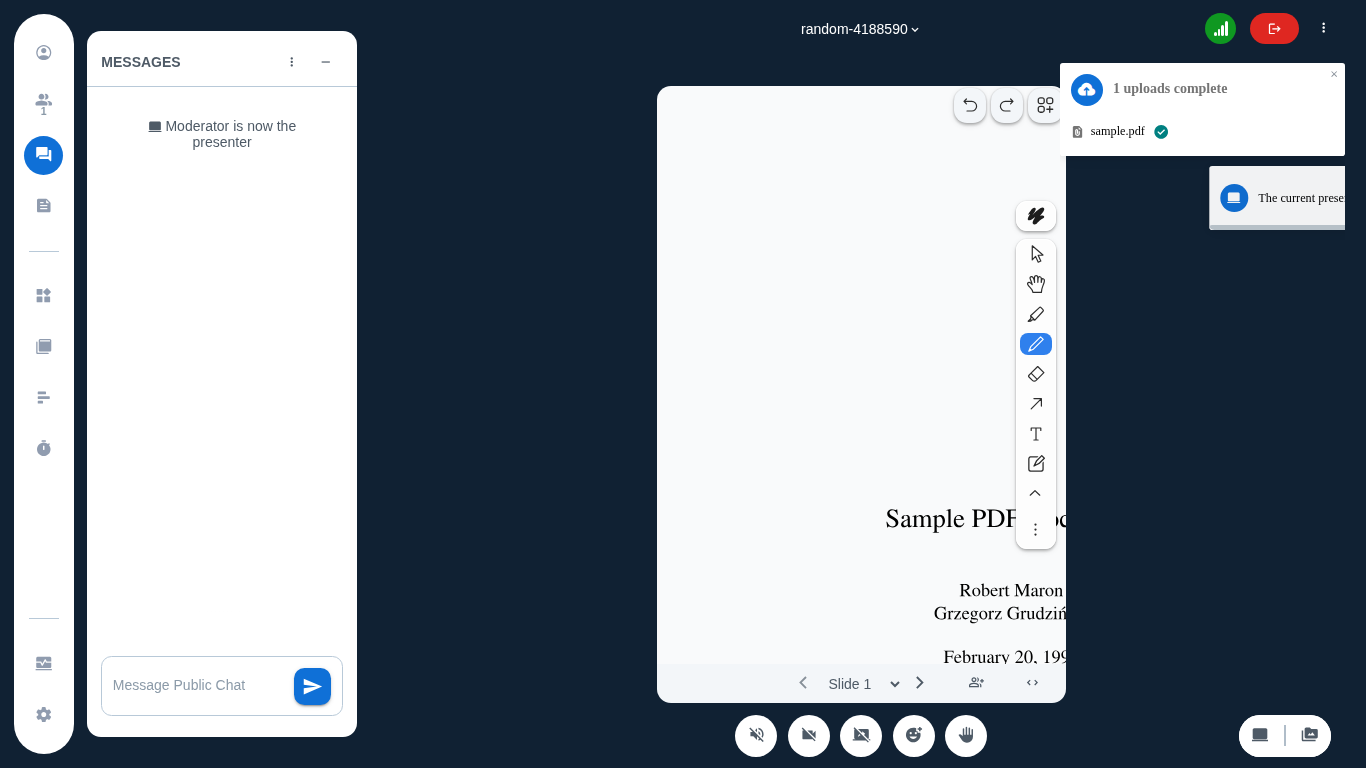 random-4188590
1
MESSAGES
Moderator is now the
presenter
Message Public Chat
1 uploads complete
sample.pdf
The current prese
Sample PDF
Robert Maron
Grzegorz Grudziń
February 20, 199
Slide 1